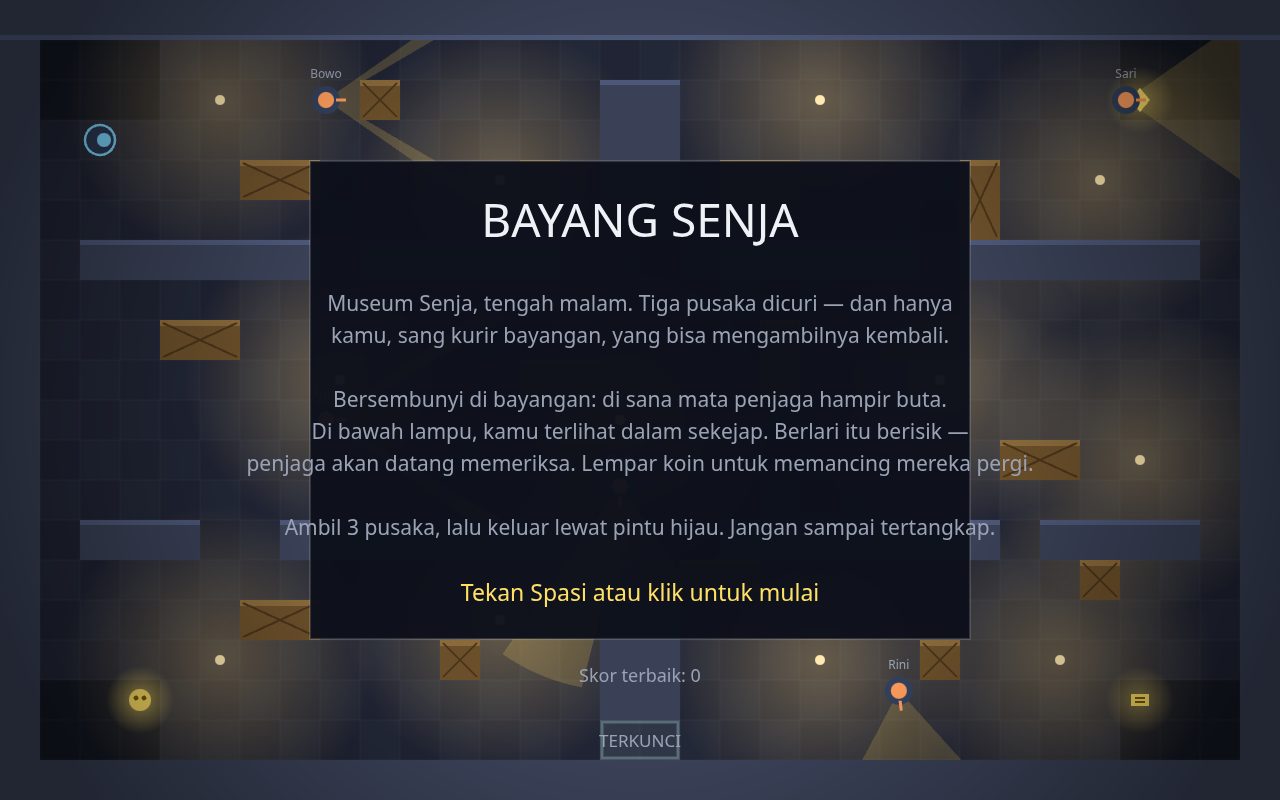 Bowo
Sari
BAYANG SENJA
Museum Senja, tengah malam. Tiga pusaka dicuri — dan hanya
kamu, sang kurir bayangan, yang bisa mengambilnya kembali.
Bersembunyi di bayangan: di sana mata penjaga hampir buta.
Di bawah lampu, kamu terlihat dalam sekejap. Berlari itu berisik —
penjaga akan datang memeriksa. Lempar koin untuk memancing mereka pergi.
Ambil 3 pusaka, lalu keluar lewat pintu hijau. Jangan sampai tertangkap.
Tekan Spasi atau klik untuk mulai
Rini
Skor terbaik: 0
TERKUNCI